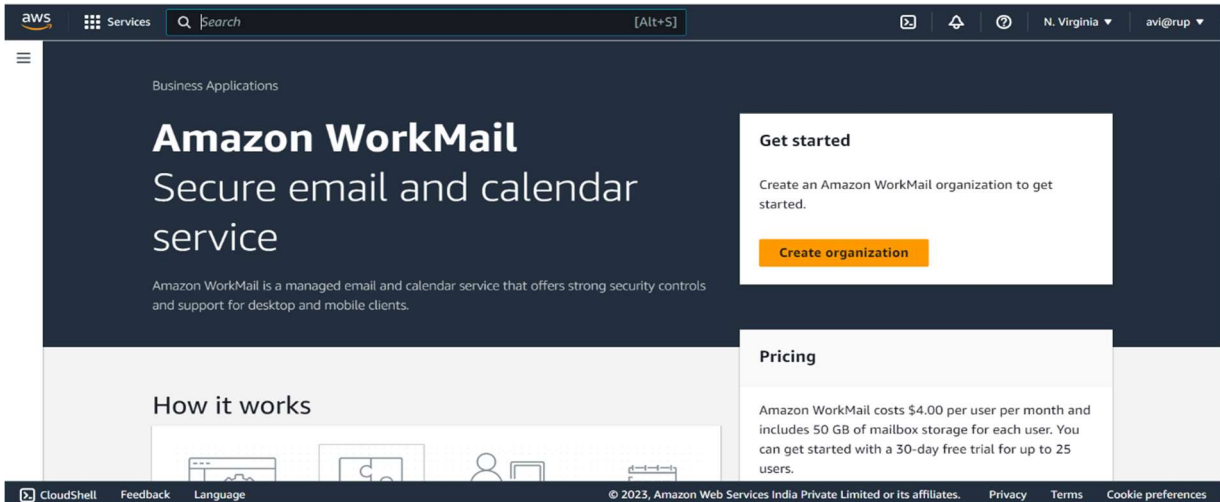 aws Services Search [Alt+S] N. Virginia ▼ avi@rup ▼
Business Applications
Amazon WorkMail
Secure email and calendar
service
Amazon WorkMail is a managed email and calendar service that offers strong security controls
and support for desktop and mobile clients.
Get started
Create an Amazon WorkMail organization to get
started.
Create organization
Pricing
Amazon WorkMail costs $4.00 per user per month and
includes 50 GB of mailbox storage for each user. You
can get started with a 30-day free trial for up to 25
users.
How it works
CloudShell Feedback Language © 2023, Amazon Web Services India Private Limited or its affiliates. Privacy Terms Cookie preferences